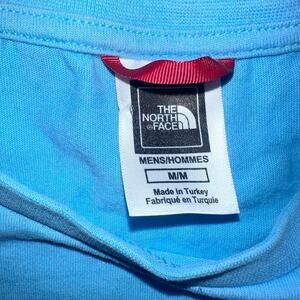 THE
NORTH
FACE
MENS/HOMMES
M/M
Made in Turkey
Fabriqué en Turquie